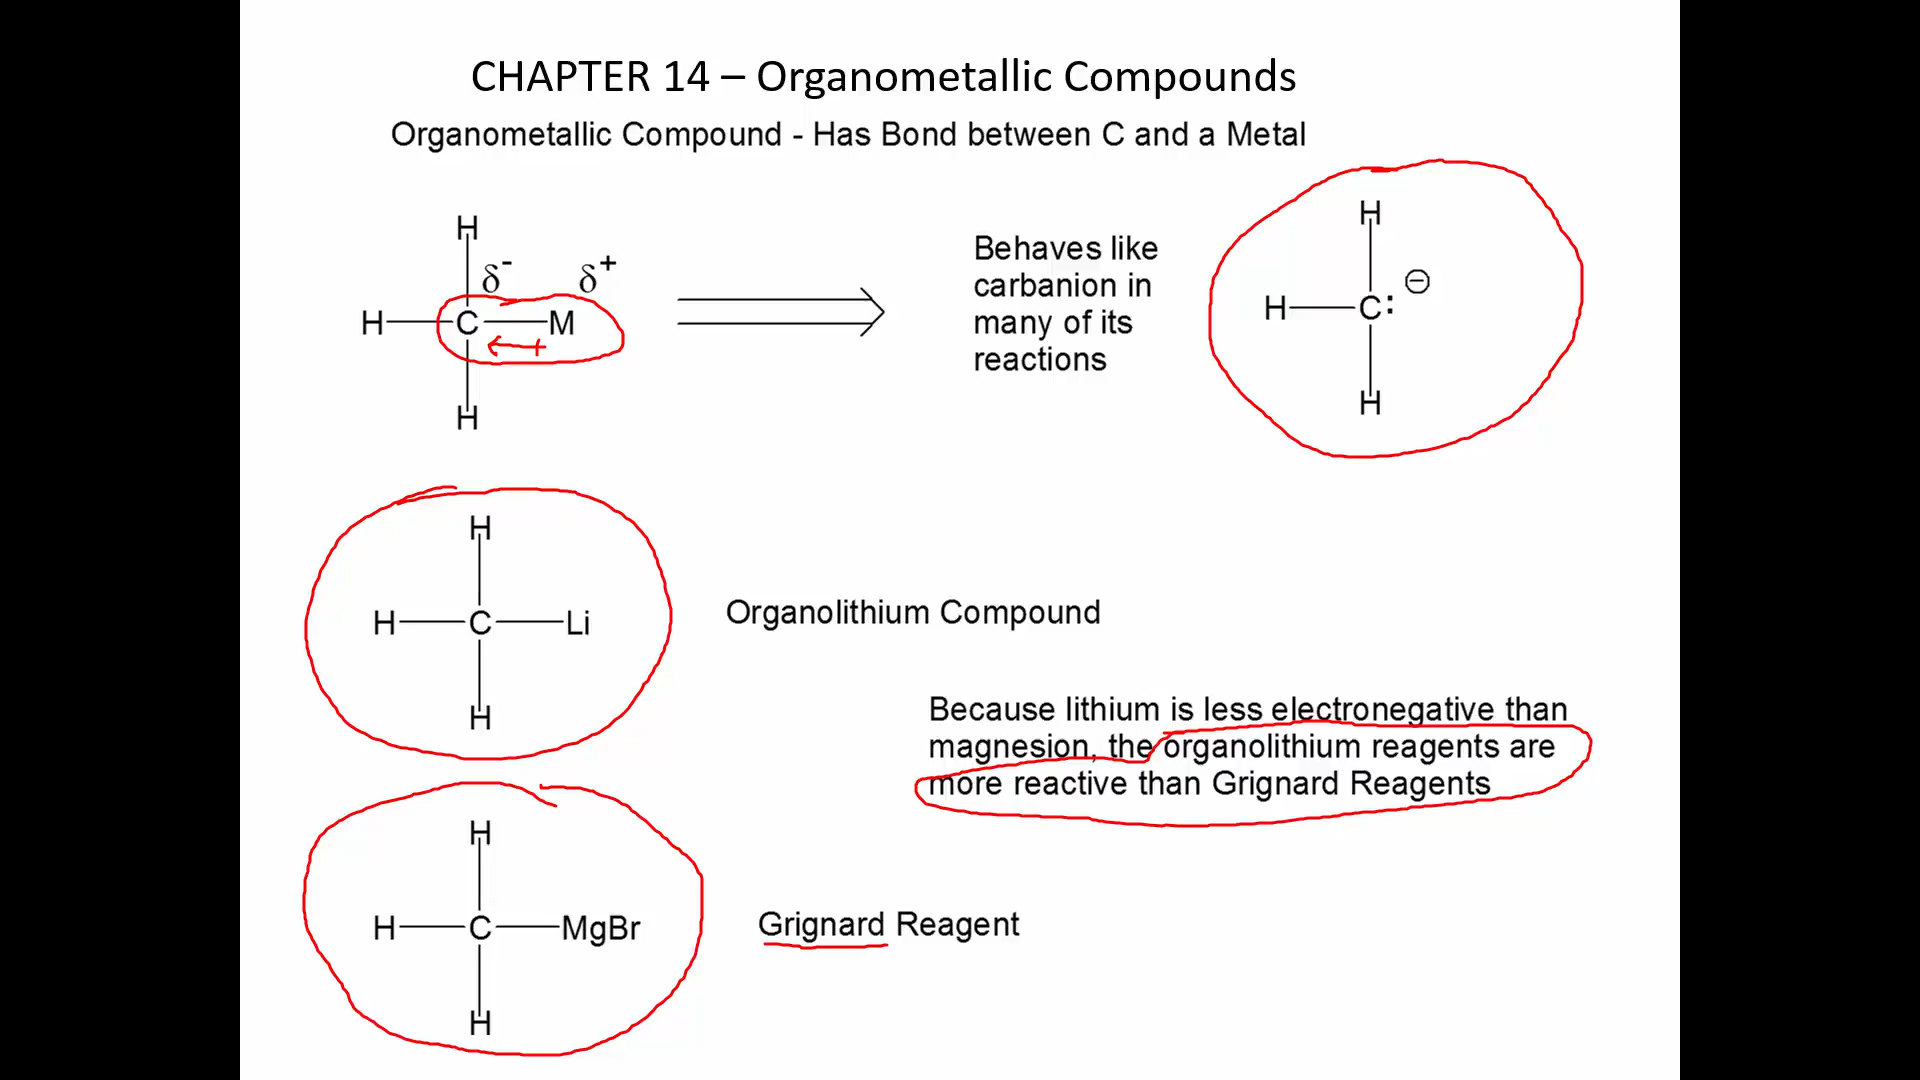 CHAPTER 14 – Organometallic Compounds
Organometallic Compound - Has Bond between C and a Metal
H
δ- δ+
H C M
H
Behaves like
carbanion in
many of its
reactions
H
H C: ⊖
H
H
H C Li
H
Organolithium Compound
Because lithium is less electronegative than
magnesion, the organolithium reagents are
more reactive than Grignard Reagents
H
H C MgBr
H
Grignard Reagent